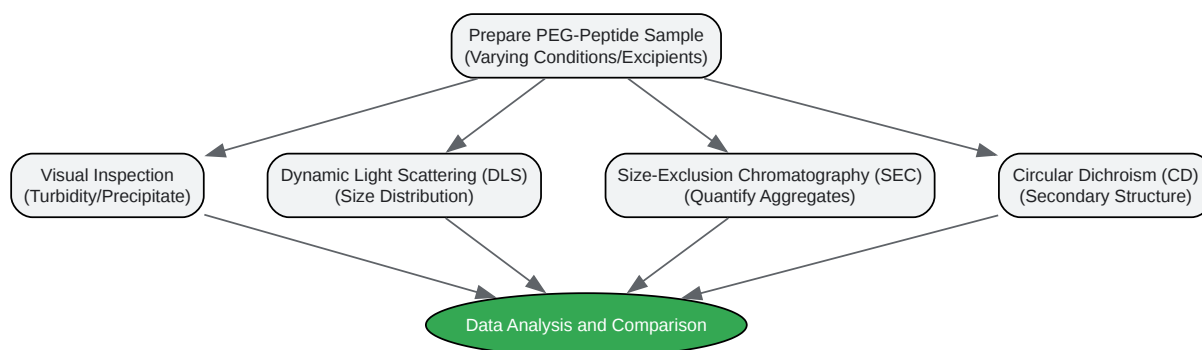 Prepare PEG-Peptide Sample
(Varying Conditions/Excipients)
Visual Inspection
(Turbidity/Precipitate)
Dynamic Light Scattering (DLS)
(Size Distribution)
Size-Exclusion Chromatography (SEC)
(Quantify Aggregates)
Circular Dichroism (CD)
(Secondary Structure)
Data Analysis and Comparison